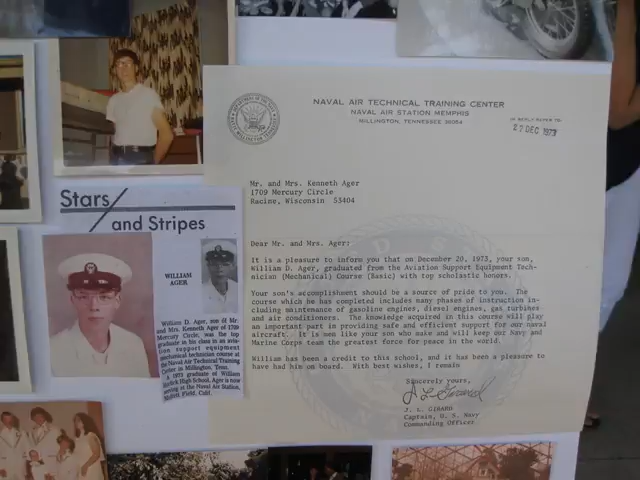 NAVAL AIR TECHNICAL TRAINING CENTER
NAVAL AIR STATION MEMPHIS
MILLINGTON, TENNESSEE 38054
IN REPLY REFER TO:
27 DEC 1973
Mr. and Mrs. Kenneth Ager
1709 Mercury Circle
Racine, Wisconsin 53404
Dear Mr. and Mrs. Ager:
It is a pleasure to inform you that on December 20, 1973, your son,
William D. Ager, graduated from the Aviation Support Equipment Tech-
nician (Mechanical) Course (Basic) with top scholastic honors.
Your son's accomplishment should be a source of pride to you. The
course which he has completed includes many phases of instruction in-
cluding maintenance of gasoline engines, diesel engines, gas turbines
and air conditioners. The knowledge acquired in this course will play
an important part in providing safe and efficient support for our naval
aircraft. It is men like your son who make and will keep our Navy and
Marine Corps team the greatest force for peace in the world.
William has been a credit to this school, and it has been a pleasure to
have had him on board. With best wishes, I remain
Sincerely yours,
J. L. GIRARD
Captain, U. S. Navy
Commanding Officer
Stars
and Stripes
WILLIAM
AGER
William D. Ager, son of Mr.
and Mrs. Kenneth Ager of 1709
Mercury Circle, was the top
graduate in his class in an avia-
tion support equipment
mechanical technician course at
the Naval Air Technical Training
Center in Millington, Tenn.
A 1973 graduate of William
Horlick High School, Ager is now
serving at the Naval Air Station,
Moffett Field, Calif.